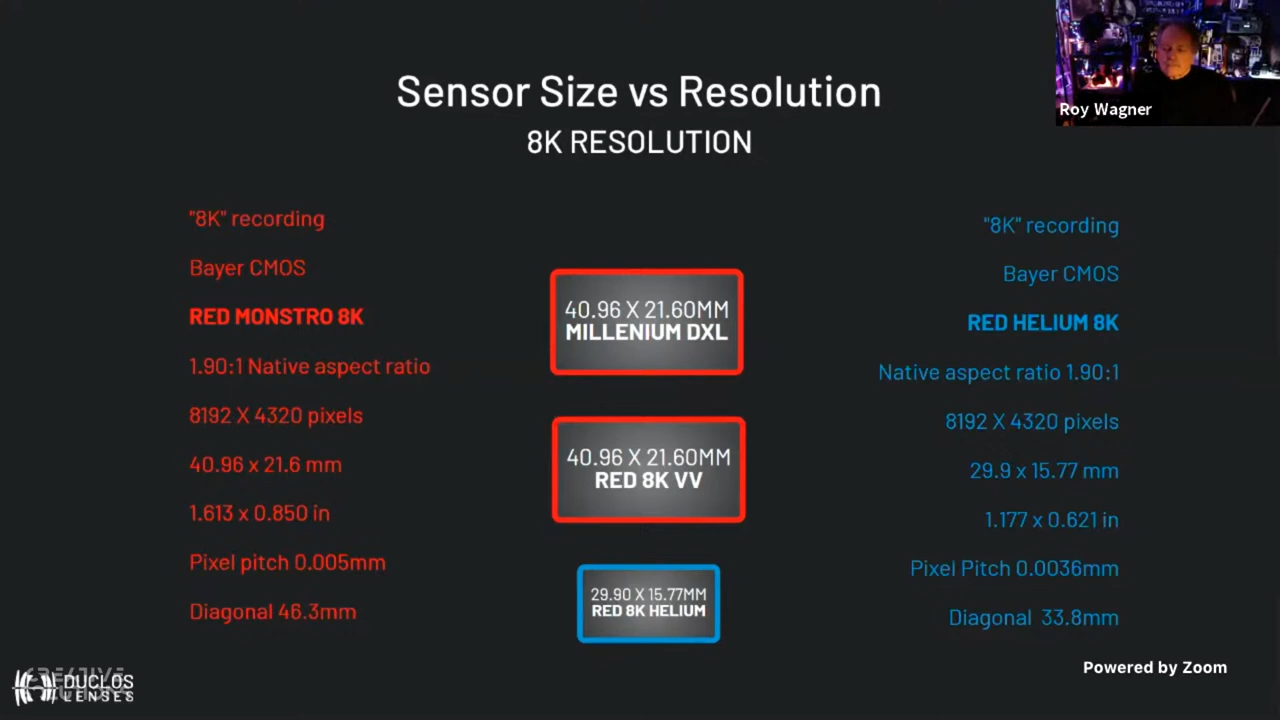 Sensor Size vs Resolution
8K RESOLUTION
Roy Wagner
"8K" recording
Bayer CMOS
RED MONSTRO 8K
1.90:1 Native aspect ratio
8192 X 4320 pixels
40.96 x 21.6 mm
1.613 x 0.850 in
Pixel pitch 0.005mm
Diagonal 46.3mm
40.96 X 21.60MM
MILLENIUM DXL
40.96 X 21.60MM
RED 8K VV
29.90 X 15.77MM
RED 8K HELIUM
"8K" recording
Bayer CMOS
RED HELIUM 8K
Native aspect ratio 1.90:1
8192 X 4320 pixels
29.9 x 15.77 mm
1.177 x 0.621 in
Pixel Pitch 0.0036mm
Diagonal 33.8mm
DUCLOS
LENSES
Powered by Zoom